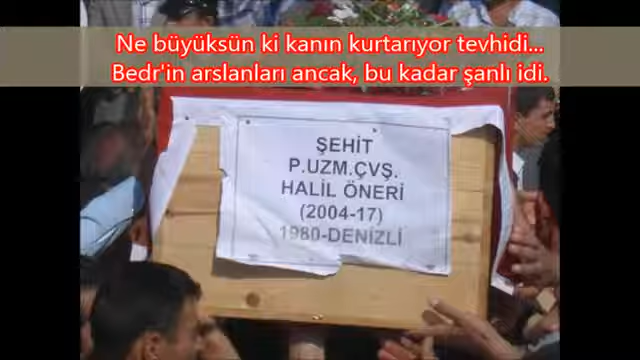 Ne büyüksün ki kanın kurtarıyor tevhidi...
Bedr'in arslanları ancak, bu kadar şanlı idi.
ŞEHİT
P.UZM.ÇVŞ.
HALİL ÖNERİ
(2004-17)
1980-DENİZLİ